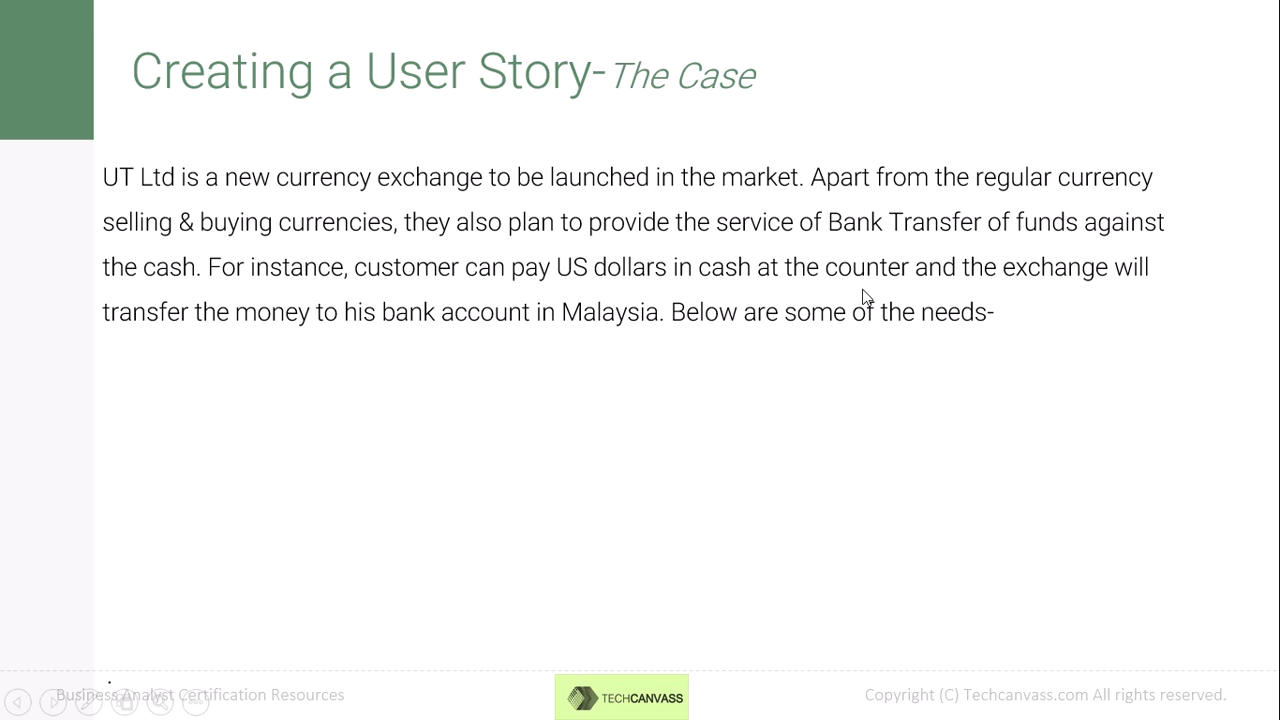 Creating a User Story- The Case
UT Ltd is a new currency exchange to be launched in the market. Apart from the regular currency
selling & buying currencies, they also plan to provide the service of Bank Transfer of funds against
the cash. For instance, customer can pay US dollars in cash at the counter and the exchange will
transfer the money to his bank account in Malaysia. Below are some of the needs-
.
Business Analyst Certification Resources
TECHCANVASS
Copyright (C) Techcanvass.com All rights reserved.